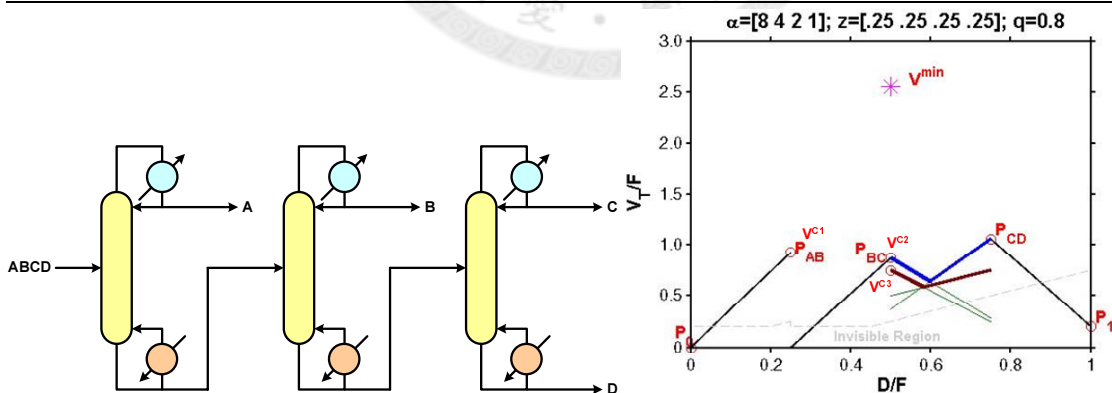 α=[8 4 2 1]; z=[.25 .25 .25 .25]; q=0.8
ABCD
A
B
C
D
V_T/F
3.0
2.5
2.0
1.5
1.0
0.5
0.0
V^min
V^C1
P_AB
P_BC
V^C2
V^C3
P_CD
P_1
Invisible Region
0
0.2
0.4
0.6
0.8
1
D/F